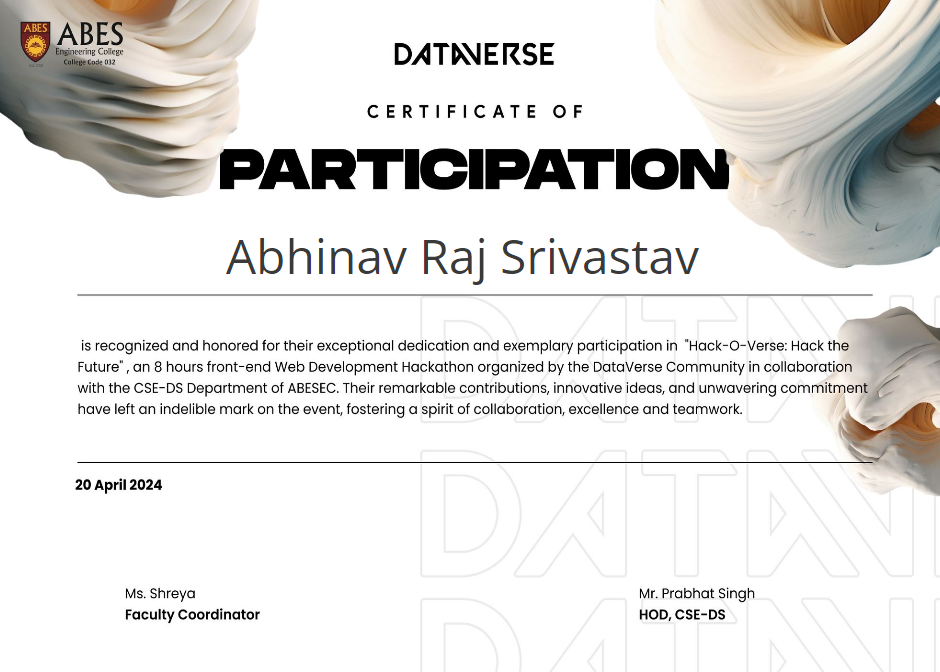 ABES
ABES
Engineering College
College Code 032
DATAVERSE
CERTIFICATE OF
PARTICIPATION
Abhinav Raj Srivastav
is recognized and honored for their exceptional dedication and exemplary participation in "Hack-O-Verse: Hack the
Future" , an 8 hours front-end Web Development Hackathon organized by the DataVerse Community in collaboration
with the CSE-DS Department of ABESEC. Their remarkable contributions, innovative ideas, and unwavering commitment
have left an indelible mark on the event, fostering a spirit of collaboration, excellence and teamwork.
20 April 2024
Ms. Shreya
Faculty Coordinator
Mr. Prabhat Singh
HOD, CSE-DS